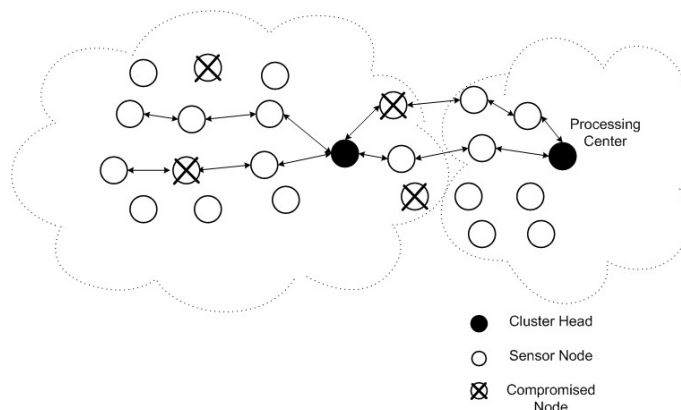 Processing
Center
Cluster Head
Sensor Node
Compromised
Node